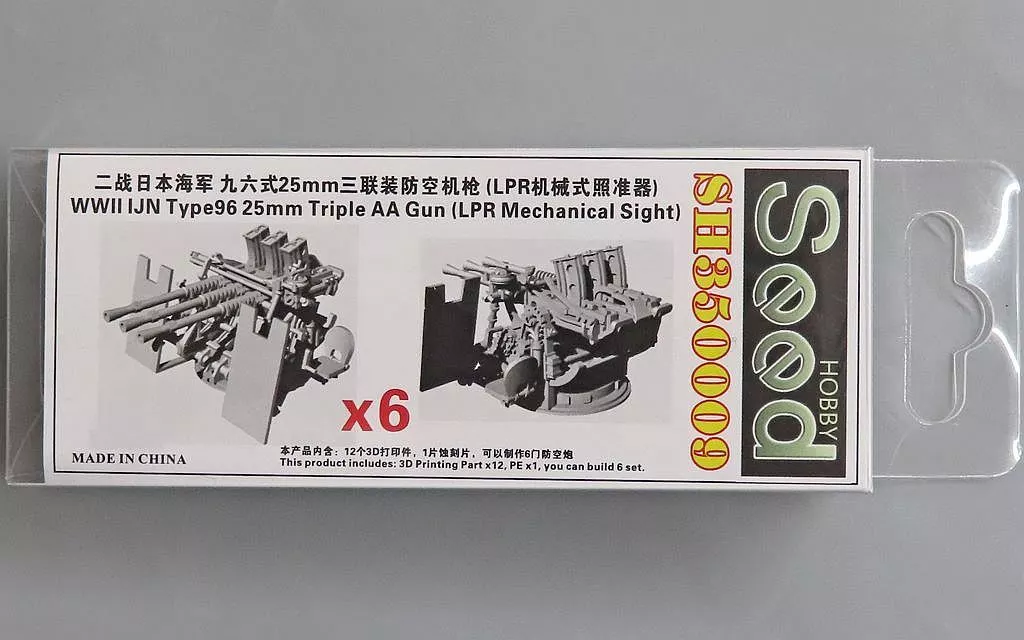 二战日本海军 九六式25mm三联装防空机枪 (LPR机械式照准器)
WWII IJN Type96 25mm Triple AA Gun (LPR Mechanical Sight)
x6
本产品内含：12个3D打印件，1片蚀刻片，可以制作6门防空炮
This product includes: 3D Printing Part x12, PE x1, you can build 6 set.
MADE IN CHINA
SH350009
Seed
HOBBY